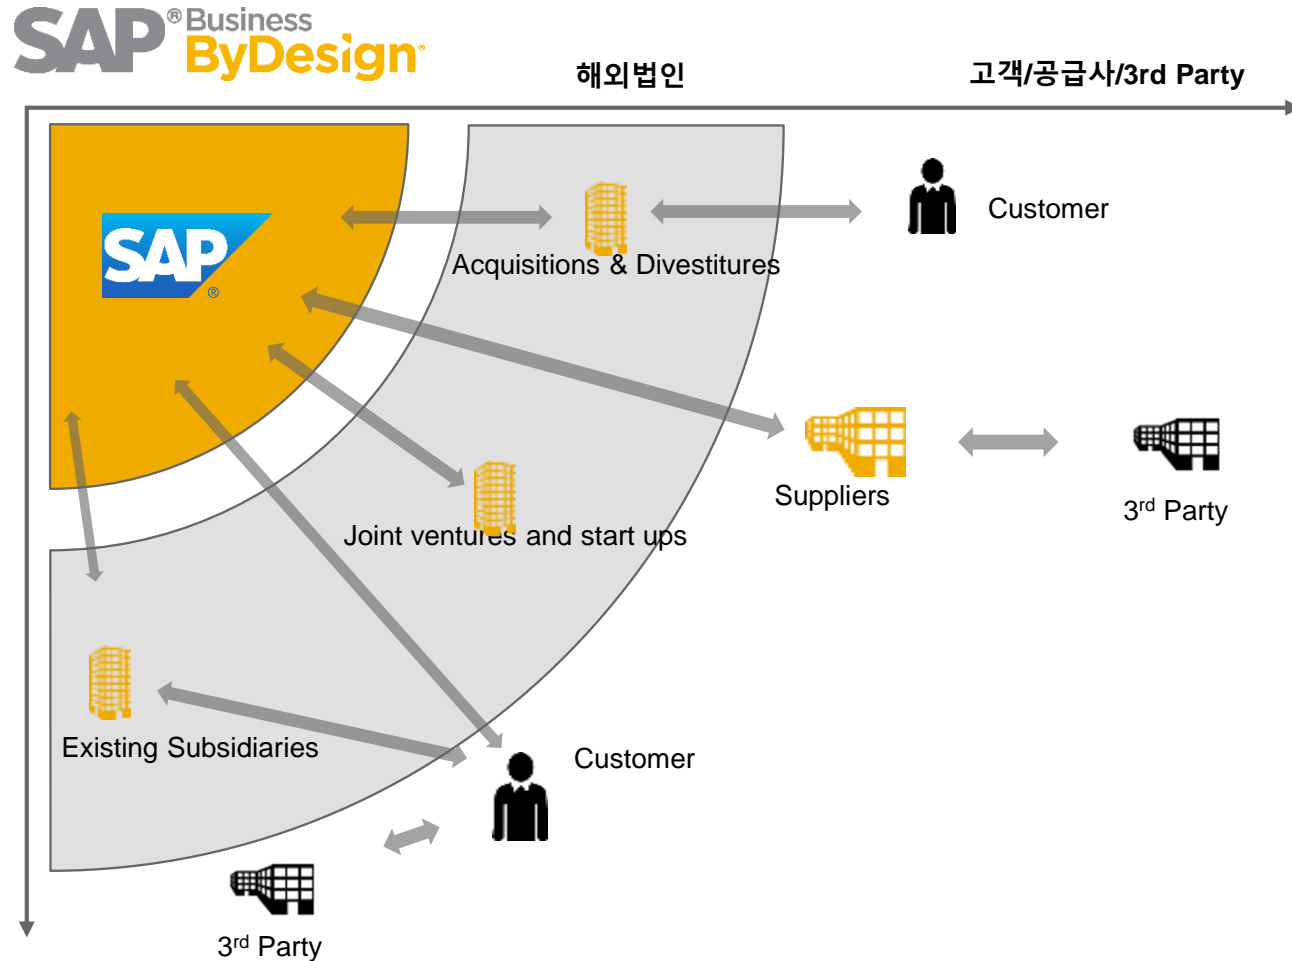 SAP® Business
ByDesign®
해외법인
고객/공급사/3rd Party
SAP®
Customer
Acquisitions & Divestitures
Suppliers
3rd Party
Joint ventures and start ups
Existing Subsidiaries
Customer
3rd Party